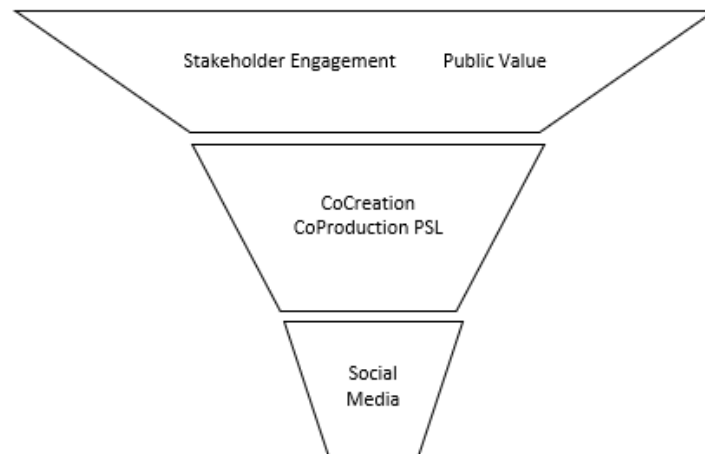 Stakeholder Engagement Public Value
CoCreation
CoProduction PSL
Social
Media